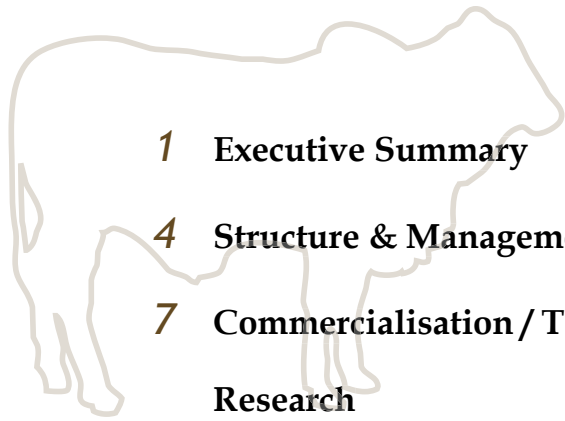 1 Executive Summary
4 Structure & Managem
7 Commercialisation / T
Research